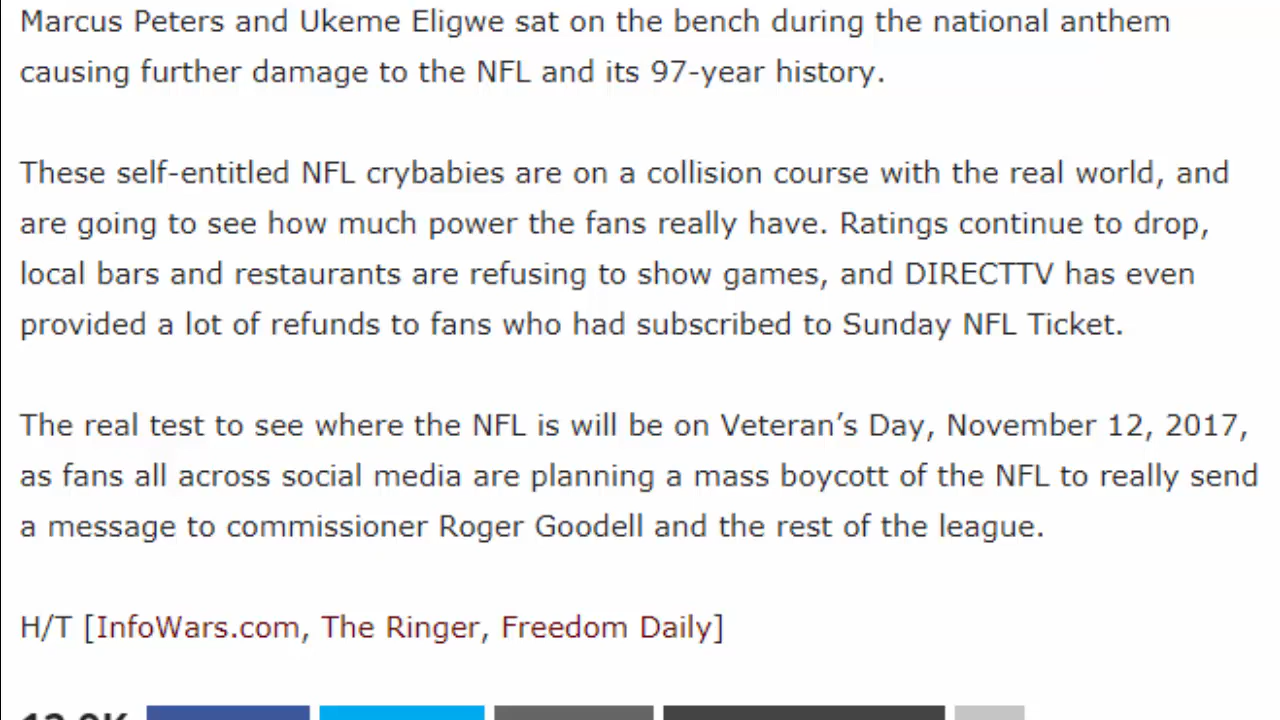 Marcus Peters and Ukeme Eligwe sat on the bench during the national anthem
causing further damage to the NFL and its 97-year history.
These self-entitled NFL crybabies are on a collision course with the real world, and
are going to see how much power the fans really have. Ratings continue to drop,
local bars and restaurants are refusing to show games, and DIRECTTV has even
provided a lot of refunds to fans who had subscribed to Sunday NFL Ticket.
The real test to see where the NFL is will be on Veteran’s Day, November 12, 2017,
as fans all across social media are planning a mass boycott of the NFL to really send
a message to commissioner Roger Goodell and the rest of the league.
H/T [InfoWars.com, The Ringer, Freedom Daily]